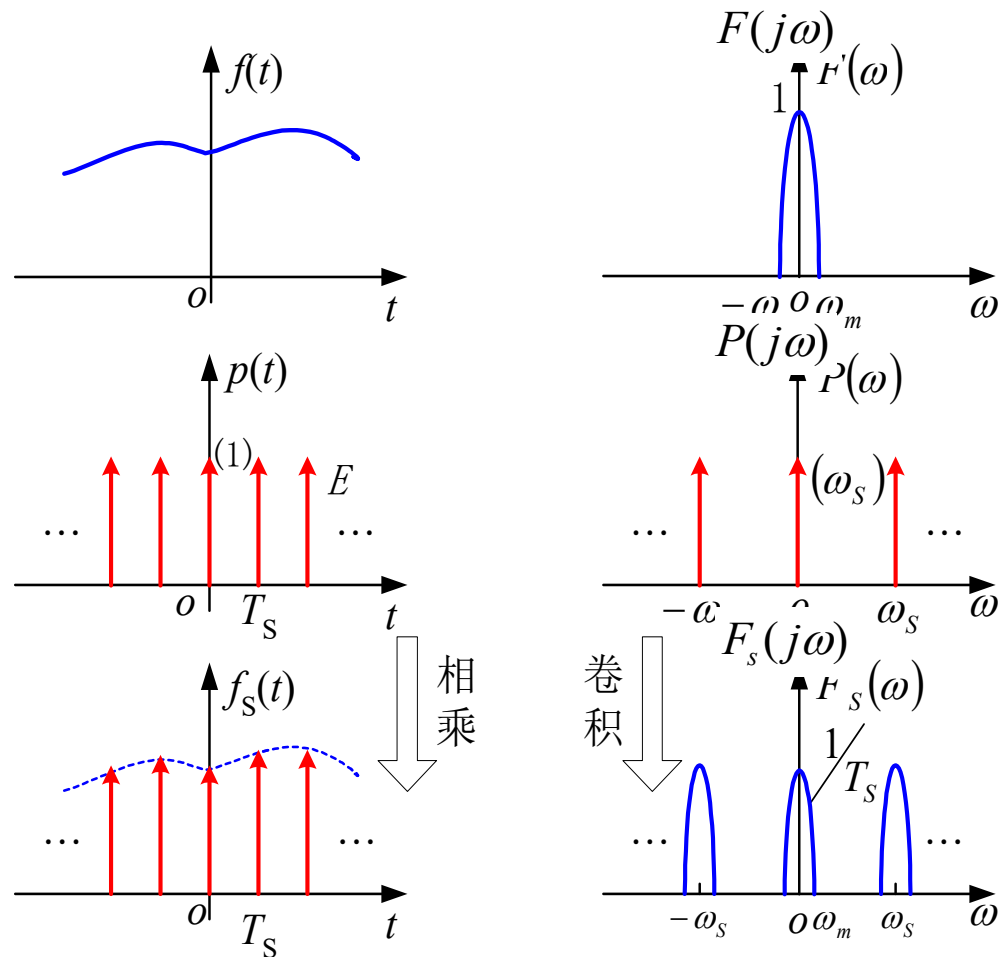 f(t)
o
t
F(jω)
F(ω)
1
−ω o ω_m
ω
p(t)
(1)
E
... ...
o
T_S
t
P(jω)
P(ω)
(ω_S)
... ...
−ω o ω_S
ω
相乘
卷积
f_S(t)
... ...
o
T_S
t
F_s(jω)
F_S(ω)
1/T_S
... ...
−ω_S o ω_m ω_S
ω